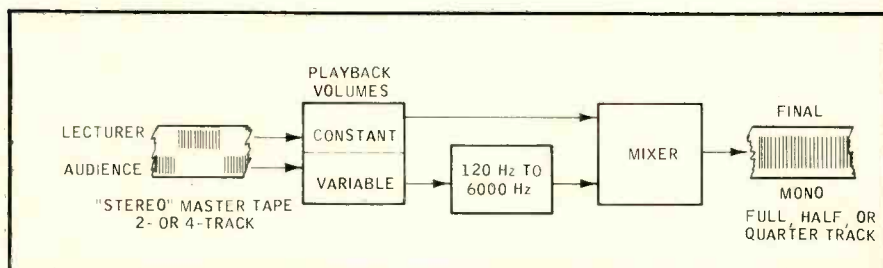 PLAYBACK
VOLUMES
LECTURER
AUDIENCE
"STEREO" MASTER TAPE
2- OR 4-TRACK
CONSTANT
VARIABLE
120 Hz TO
6000 Hz
MIXER
FINAL
MONO
FULL, HALF, OR
QUARTER TRACK